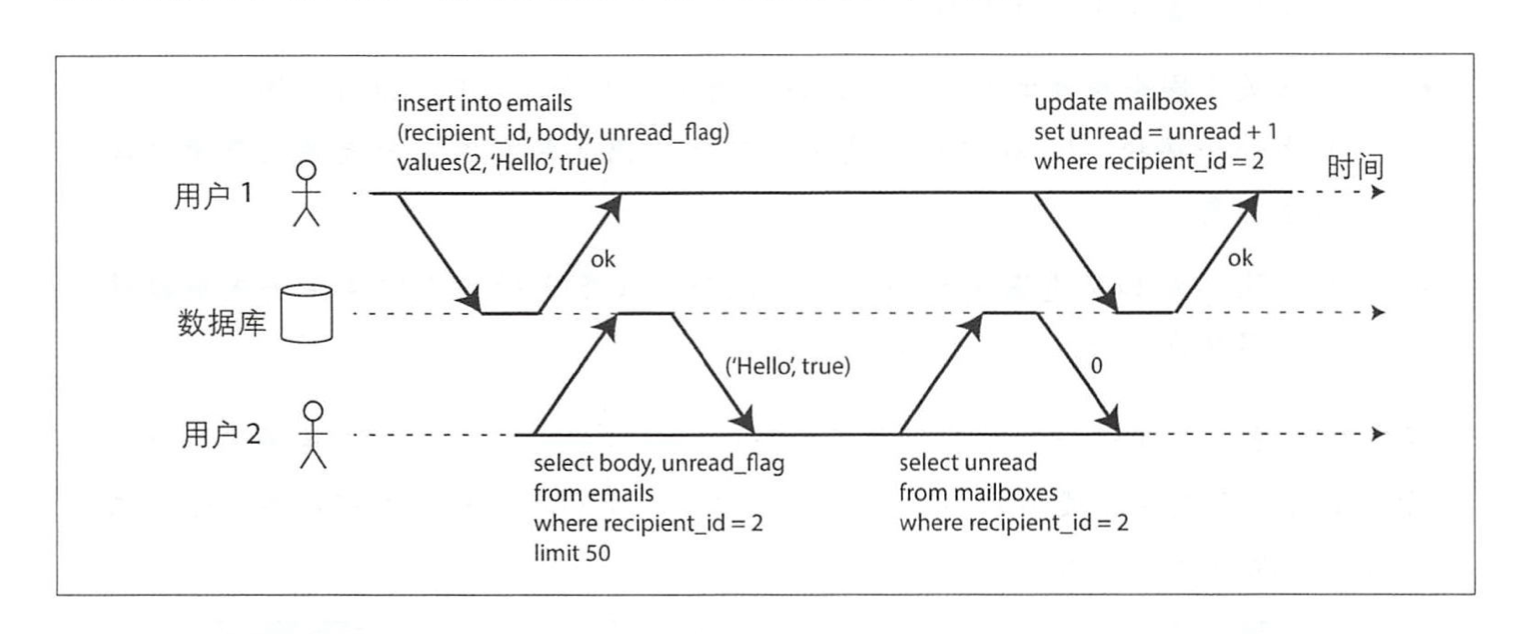 insert into emails
(recipient_id, body, unread_flag)
values(2, ‘Hello’, true)
update mailboxes
set unread = unread + 1
where recipient_id = 2
时间
用户 1
ok
ok
数据库
(‘Hello’, true)
0
用户 2
select body, unread_flag
from emails
where recipient_id = 2
limit 50
select unread
from mailboxes
where recipient_id = 2